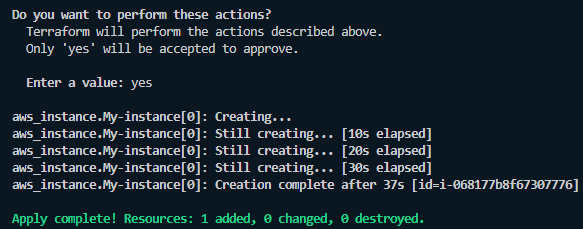 Do you want to perform these actions?
Terraform will perform the actions described above.
Only 'yes' will be accepted to approve.
Enter a value: yes
aws_instance.My-instance[0]: Creating...
aws_instance.My-instance[0]: Still creating... [10s elapsed]
aws_instance.My-instance[0]: Still creating... [20s elapsed]
aws_instance.My-instance[0]: Still creating... [30s elapsed]
aws_instance.My-instance[0]: Creation complete after 37s [id=i-068177b8f67307776]
Apply complete! Resources: 1 added, 0 changed, 0 destroyed.